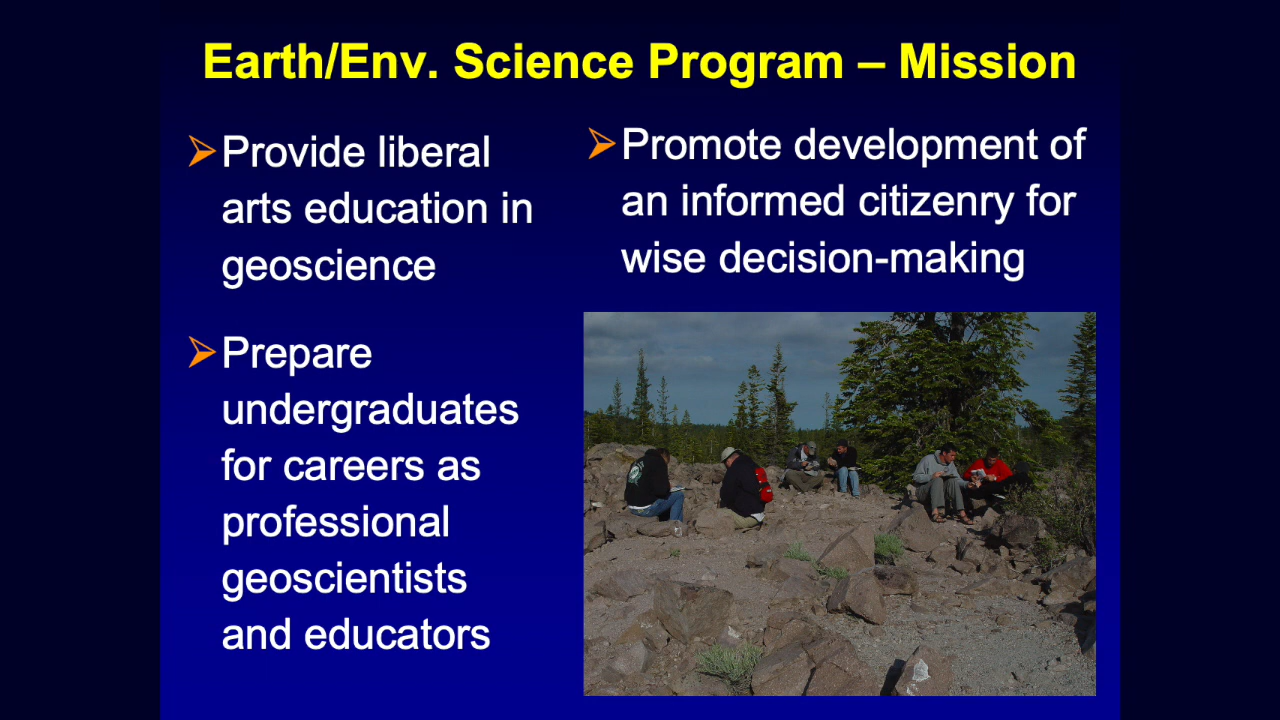 Earth/Env. Science Program – Mission
Provide liberal
arts education in
geoscience
Prepare
undergraduates
for careers as
professional
geoscientists
and educators
Promote development of
an informed citizenry for
wise decision-making